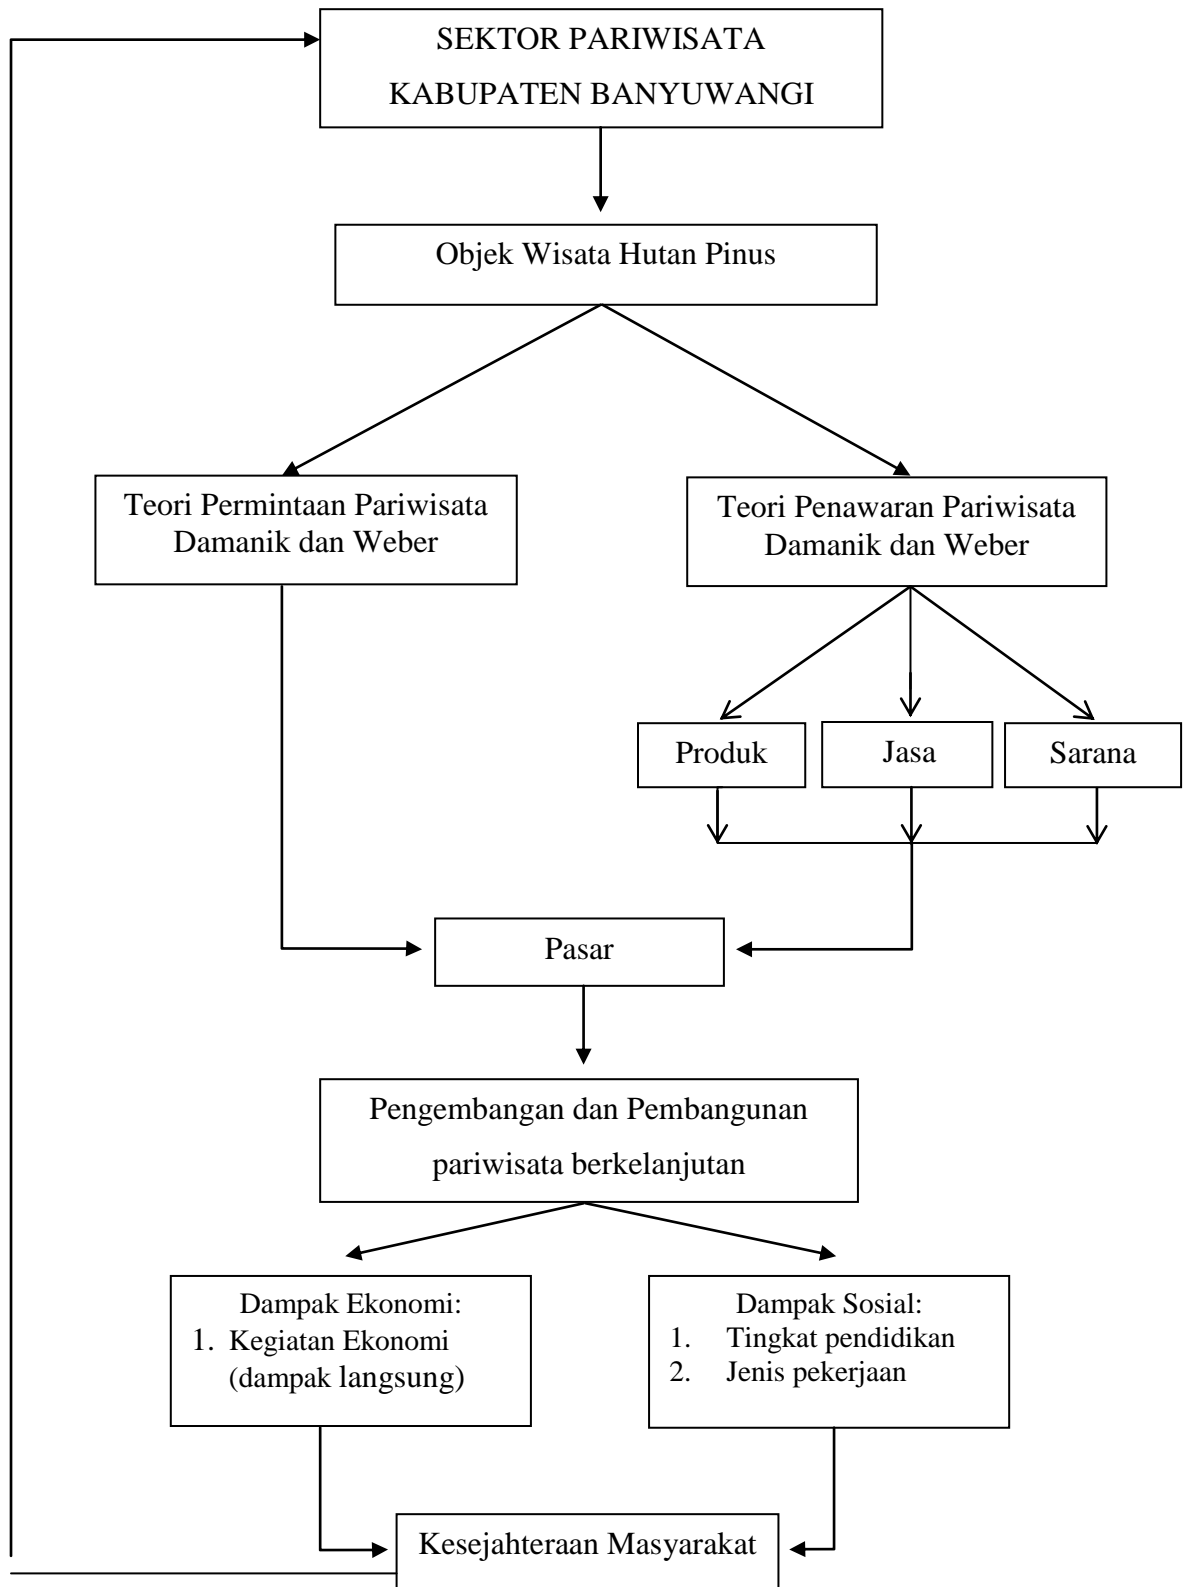 SEKTOR PARIWISATA
KABUPATEN BANYUWANGI
Objek Wisata Hutan Pinus
Teori Permintaan Pariwisata
Damanik dan Weber
Teori Penawaran Pariwisata
Damanik dan Weber
Produk
Jasa
Sarana
Pasar
Pengembangan dan Pembangunan
pariwisata berkelanjutan
Dampak Ekonomi:
1. Kegiatan Ekonomi
(dampak langsung)
Dampak Sosial:
1. Tingkat pendidikan
2. Jenis pekerjaan
Kesejahteraan Masyarakat